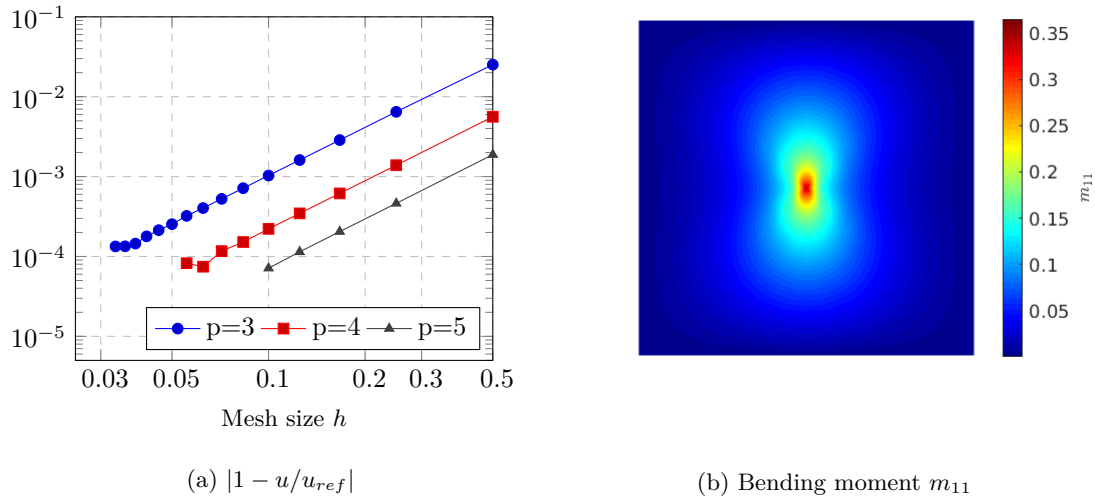 10^{-1}
10^{-2}
10^{-3}
10^{-4}
10^{-5}
p=3 p=4 p=5
0.03 0.05 0.1 0.2 0.3 0.5
Mesh size h
(a) |1 − u/u_{ref}|
0.35
0.3
0.25
0.2
0.15
0.1
0.05
m_{11}
(b) Bending moment m_{11}